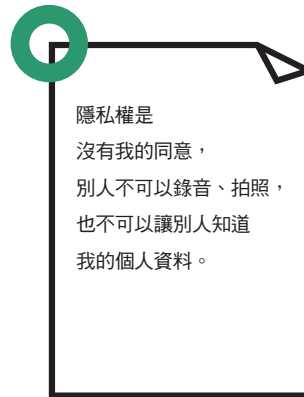 隱私權是
沒有我的同意，
別人不可以錄音、拍照，
也不可以讓別人知道
我的個人資料。